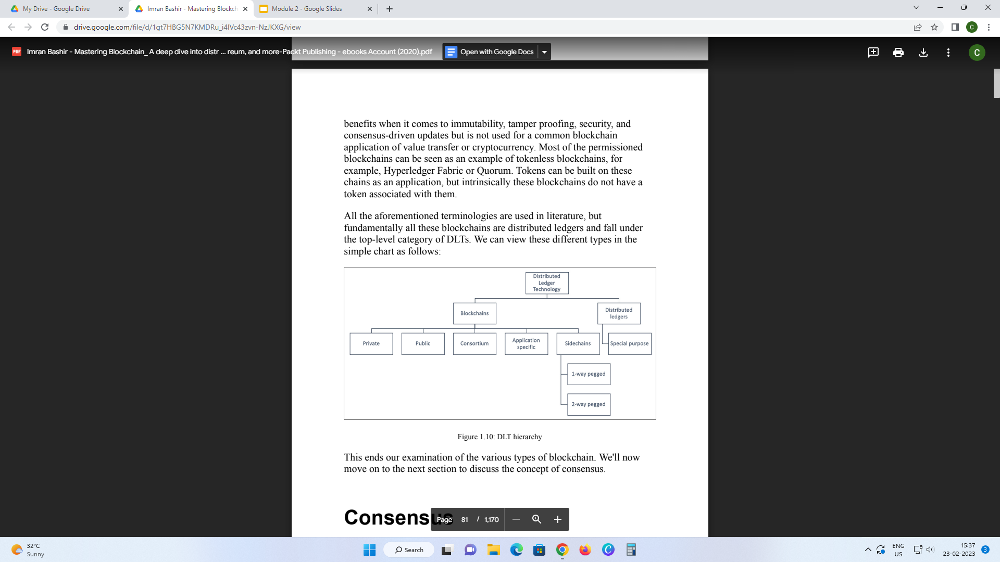 My Drive - Google Drive
Imran Bashir - Mastering Blockch
Module 2 - Google Slides
drive.google.com/file/d/1gt7HBG5N7KMDRu_i4IVc43zvn-NzJKXG/view
C
PDF
Imran Bashir - Mastering Blockchain_ A deep dive into distr ... reum, and more-Packt Publishing - ebooks Account (2020).pdf
Open with Google Docs
C
benefits when it comes to immutability, tamper proofing, security, and
consensus-driven updates but is not used for a common blockchain
application of value transfer or cryptocurrency. Most of the permissioned
blockchains can be seen as an example of tokenless blockchains, for
example, Hyperledger Fabric or Quorum. Tokens can be built on these
chains as an application, but intrinsically these blockchains do not have a
token associated with them.
All the aforementioned terminologies are used in literature, but
fundamentally all these blockchains are distributed ledgers and fall under
the top-level category of DLTs. We can view these different types in the
simple chart as follows:
Distributed
Ledger
Technology
Blockchains
Distributed
ledgers
Private
Public
Consortium
Application
specific
Sidechains
Special purpose
1-way pegged
2-way pegged
Figure 1.10: DLT hierarchy
This ends our examination of the various types of blockchain. We'll now
move on to the next section to discuss the concept of consensus.
Consensus
Page 81 / 1,170
32°C
Sunny
Search
ENG
US
15:37
23-02-2023
3